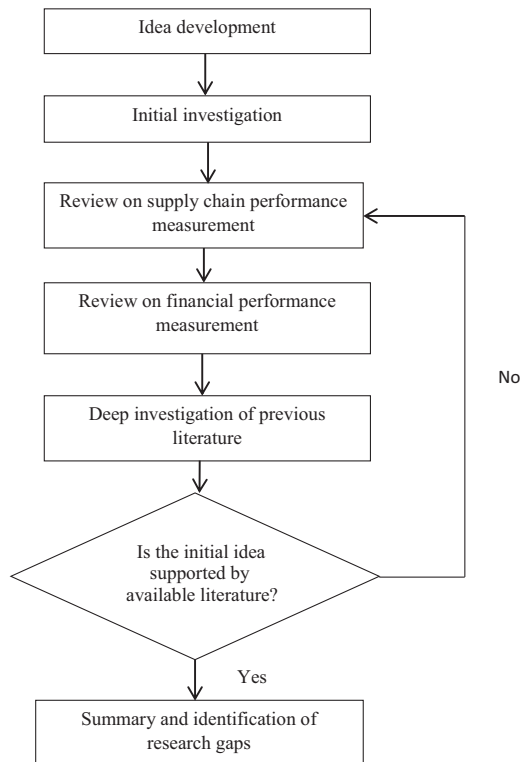 Idea development
Initial investigation
Review on supply chain performance
measurement
Review on financial performance
measurement
Deep investigation of previous
literature
Is the initial idea
supported by
available literature?
No
Yes
Summary and identification of
research gaps